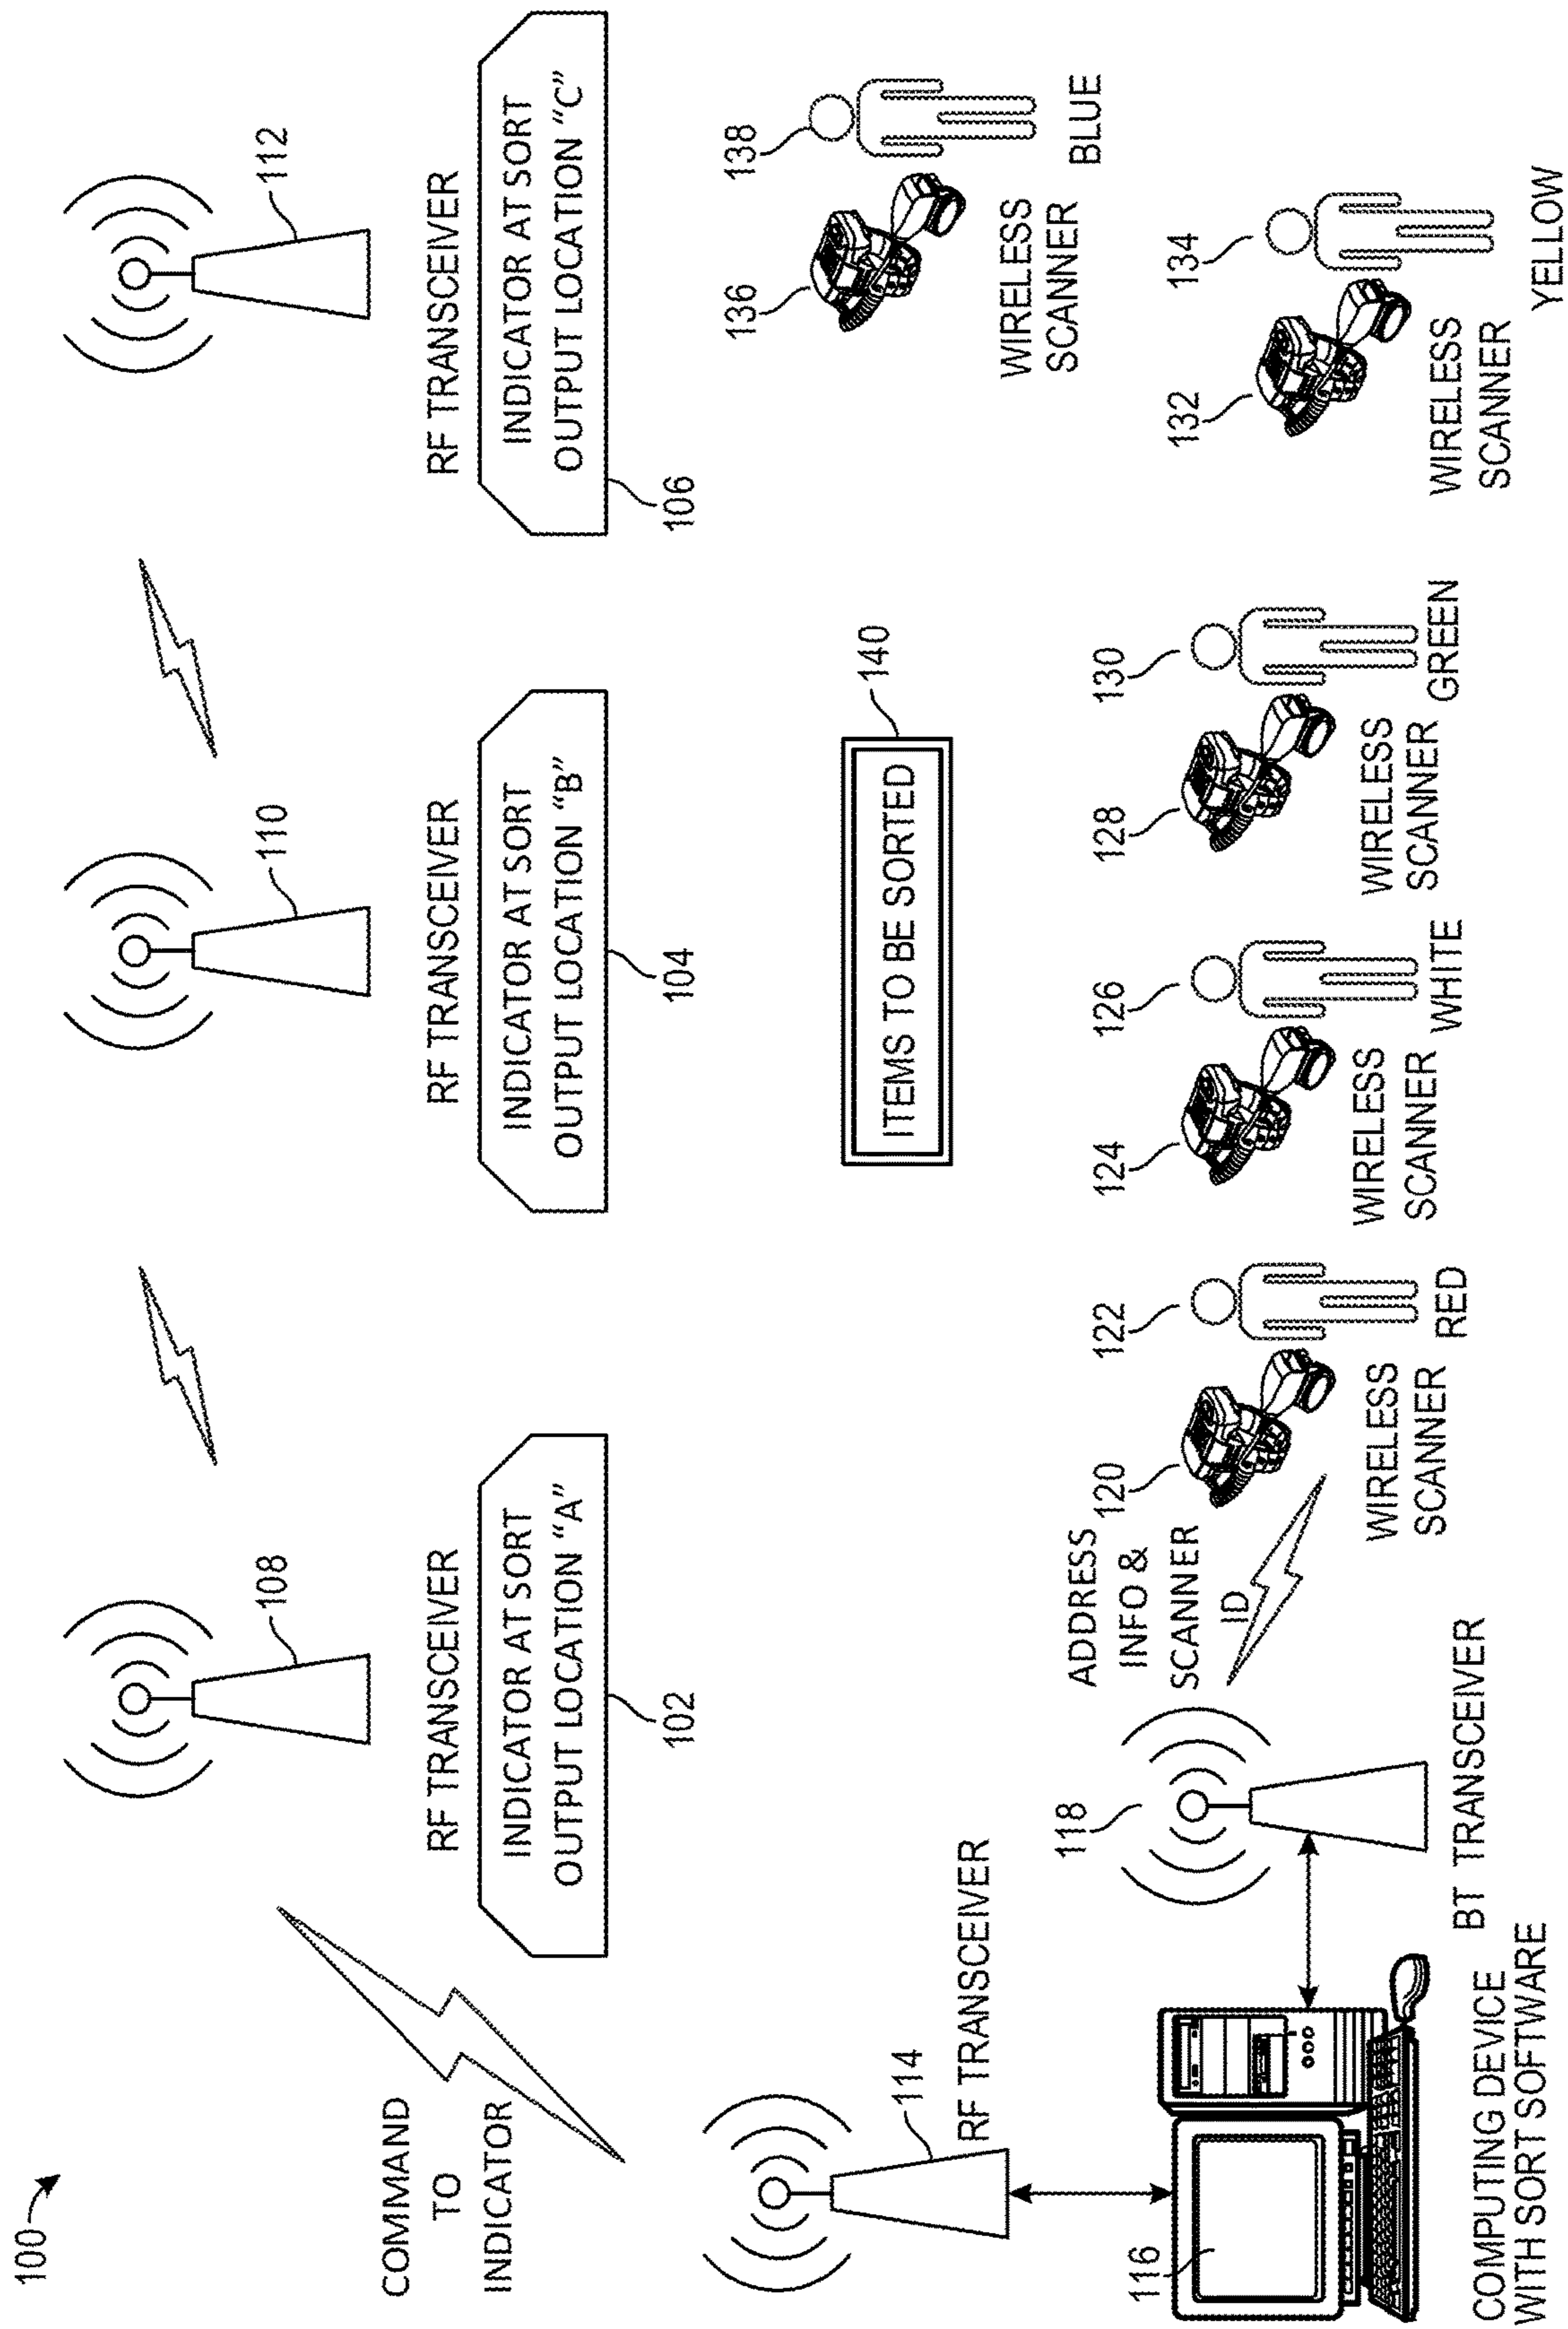 100
COMMAND
TO
INDICATOR
108
RF TRANSCEIVER
INDICATOR AT SORT
OUTPUT LOCATION “A”
102
110
RF TRANSCEIVER
INDICATOR AT SORT
OUTPUT LOCATION “B”
104
112
RF TRANSCEIVER
INDICATOR AT SORT
OUTPUT LOCATION “C”
106
114
RF TRANSCEIVER
140
ITEMS TO BE SORTED
136
138
WIRELESS
SCANNER
BLUE
116
COMPUTING DEVICE
WITH SORT SOFTWARE
118
BT TRANSCEIVER
ADDRESS
INFO &
SCANNER
ID
120
122
WIRELESS
SCANNER
RED
124
126
WIRELESS
SCANNER
WHITE
128
130
WIRELESS
SCANNER
GREEN
132
134
WIRELESS
SCANNER
YELLOW